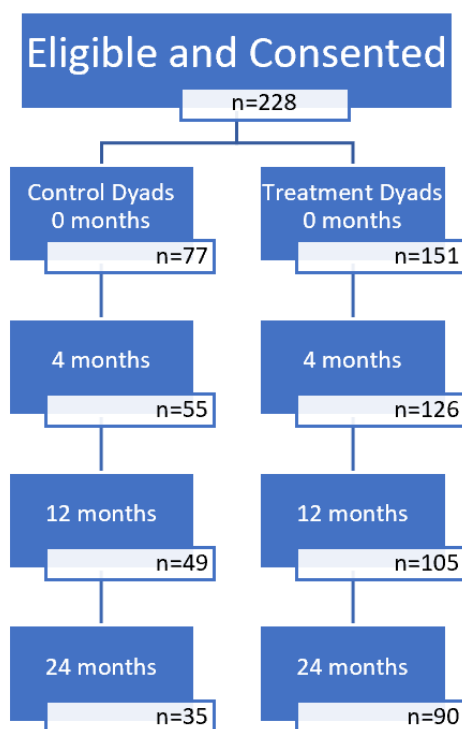 Eligible and Consented
n=228
Control Dyads
0 months
n=77
Treatment Dyads
0 months
n=151
4 months
n=55
4 months
n=126
12 months
n=49
12 months
n=105
24 months
n=35
24 months
n=90